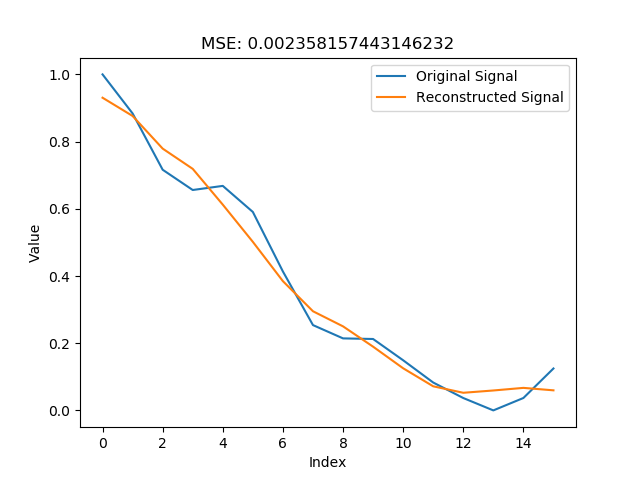 MSE: 0.002358157443146232
Original Signal
Reconstructed Signal
1.0
0.8
0.6
0.4
0.2
0.0
Value
0 2 4 6 8 10 12 14
Index